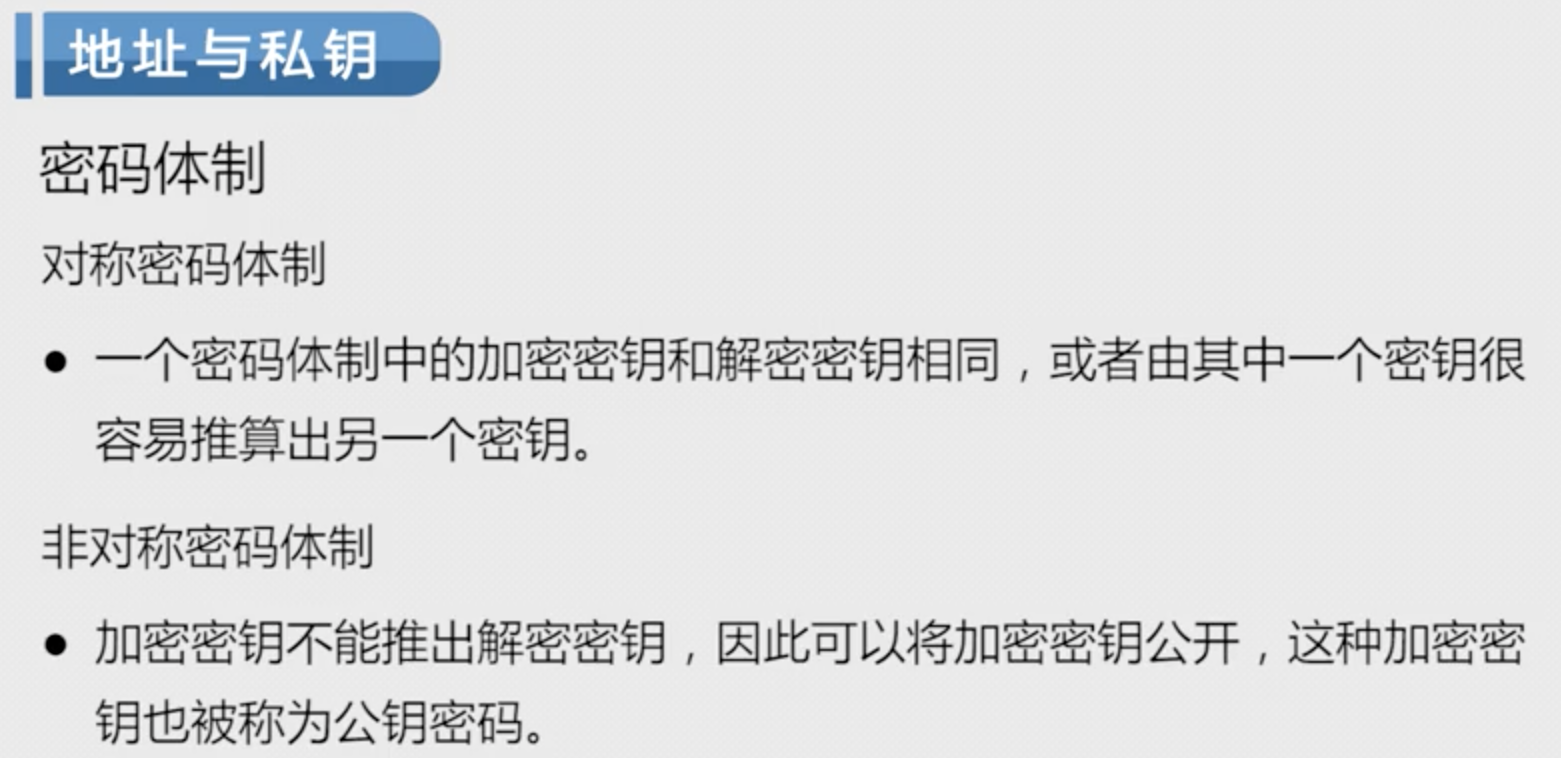 地址与私钥
密码体制
对称密码体制
● 一个密码体制中的加密密钥和解密密钥相同，或者由其中一个密钥很
容易推算出另一个密钥。
非对称密码体制
● 加密密钥不能推出解密密钥，因此可以将加密密钥公开，这种加密密
钥也被称为公钥密码。